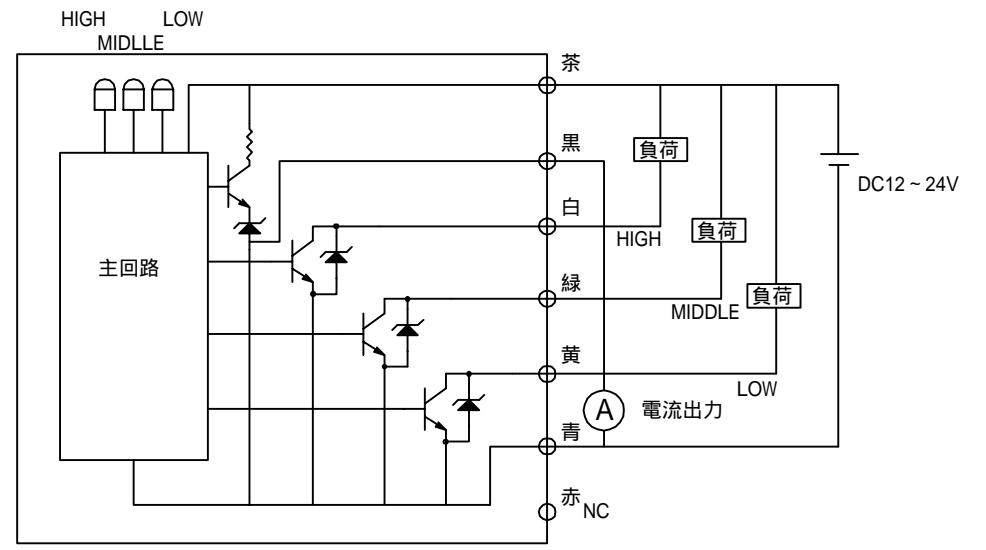 HIGH LOW
MIDLLE
茶
黒
負荷
DC12 ~ 24V
白
HIGH
負荷
主回路
緑
負荷
MIDDLE
黄
LOW
A 電流出力
青
赤 NC